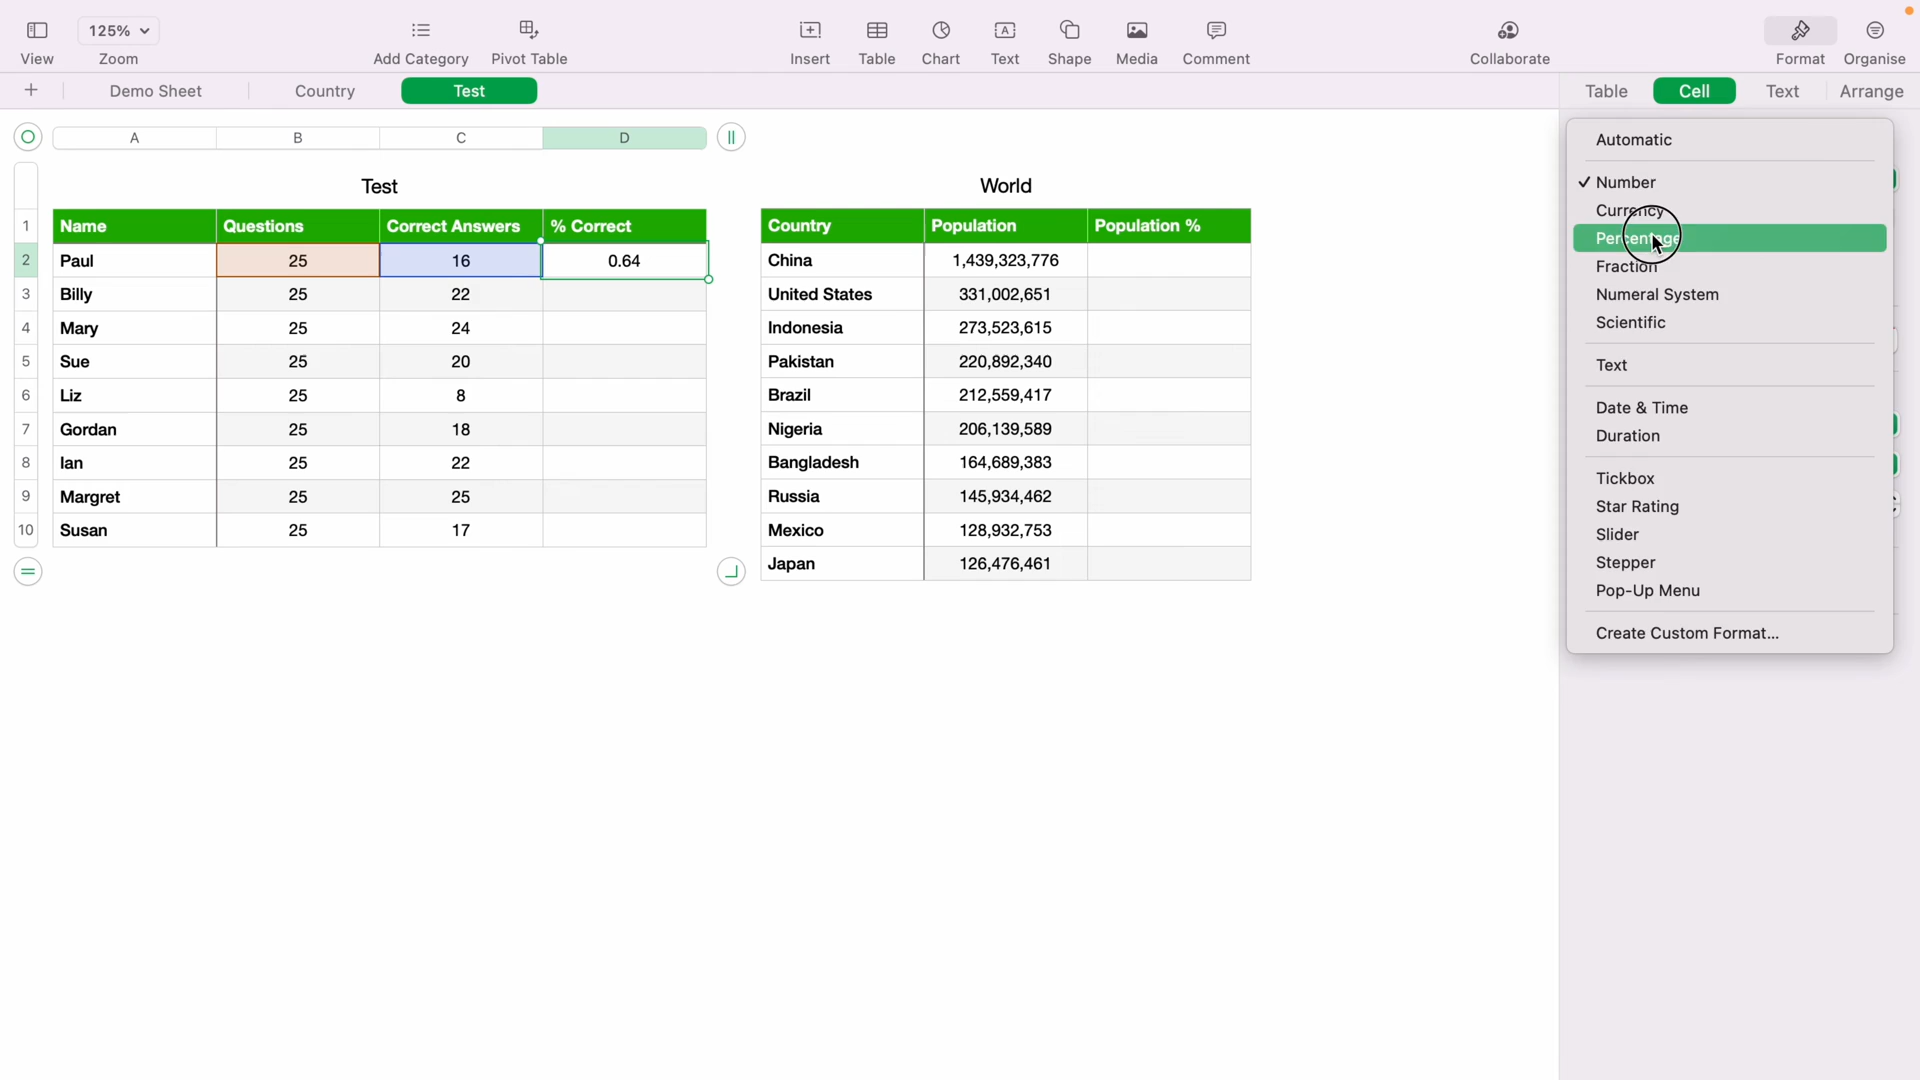 125%
View
Zoom
Add Category
Pivot Table
Insert
Table
Chart
Text
Shape
Media
Comment
Collaborate
Format
Organise
Demo Sheet
Country
Test
Table
Cell
Text
Arrange
A
B
C
D
Test
1 Name Questions Correct Answers % Correct
2 Paul 25 16 0.64
3 Billy 25 22
4 Mary 25 24
5 Sue 25 20
6 Liz 25 8
7 Gordan 25 18
8 Ian 25 22
9 Margret 25 25
10 Susan 25 17
World
Country Population Population %
China 1,439,323,776
United States 331,002,651
Indonesia 273,523,615
Pakistan 220,892,340
Brazil 212,559,417
Nigeria 206,139,589
Bangladesh 164,689,383
Russia 145,934,462
Mexico 128,932,753
Japan 126,476,461
Automatic
Number
Currency
Percentage
Fraction
Numeral System
Scientific
Text
Date & Time
Duration
Tickbox
Star Rating
Slider
Stepper
Pop-Up Menu
Create Custom Format...